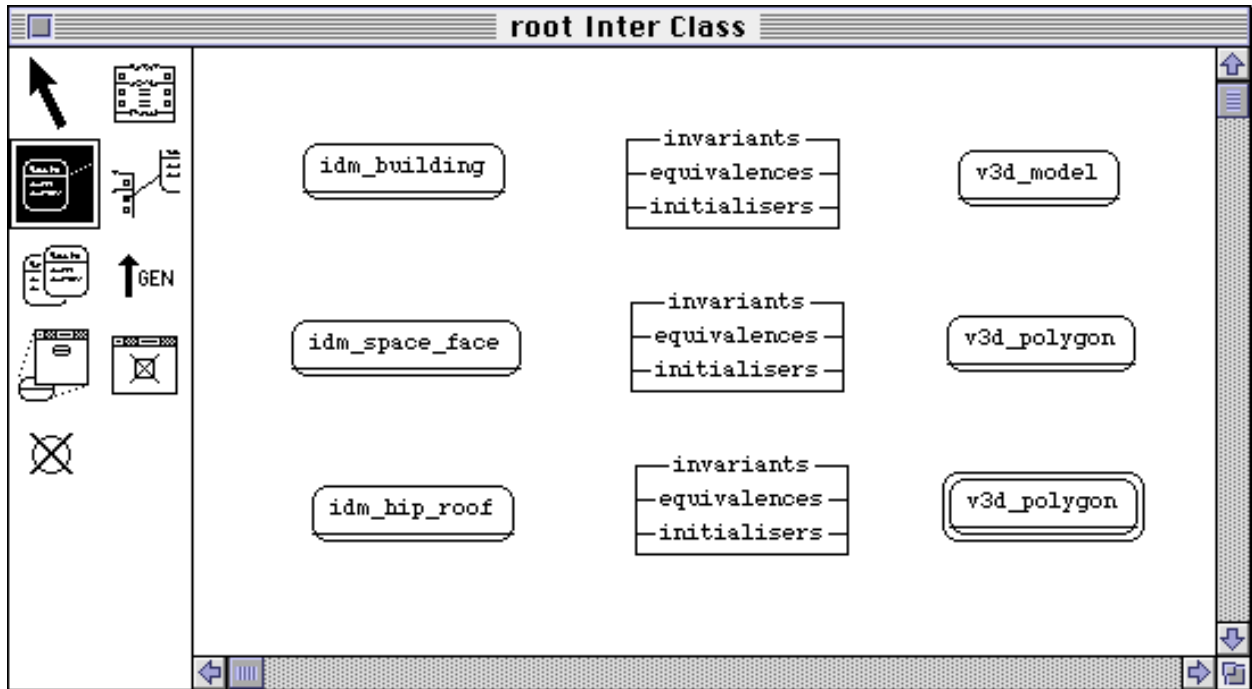 root Inter Class
GEN
idm_building
invariants
equivalences
initialisers
v3d_model
idm_space_face
invariants
equivalences
initialisers
v3d_polygon
idm_hip_roof
invariants
equivalences
initialisers
v3d_polygon